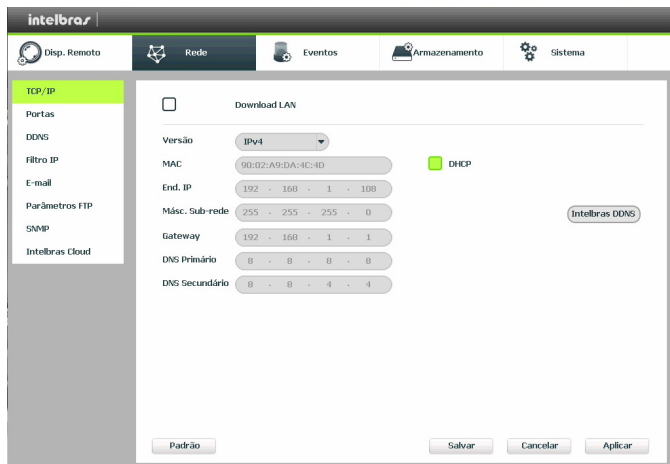 intelbras
Disp. Remoto
Rede
Eventos
Armazenamento
Sistema
TCP/IP
Portas
DDNS
Filtro IP
E-mail
Parâmetros FTP
SNMP
Intelbras Cloud
Download LAN
Versão IPv4
MAC 90:02:A9:DA:4C:4D DHCP
End. IP 192 . 168 . 1 . 108
Másc. Sub-rede 255 . 255 . 255 . 0 Intelbras DDNS
Gateway 192 . 168 . 1 . 1
DNS Primário 8 . 8 . 8 . 8
DNS Secundário 8 . 8 . 4 . 4
Padrão Salvar Cancelar Aplicar